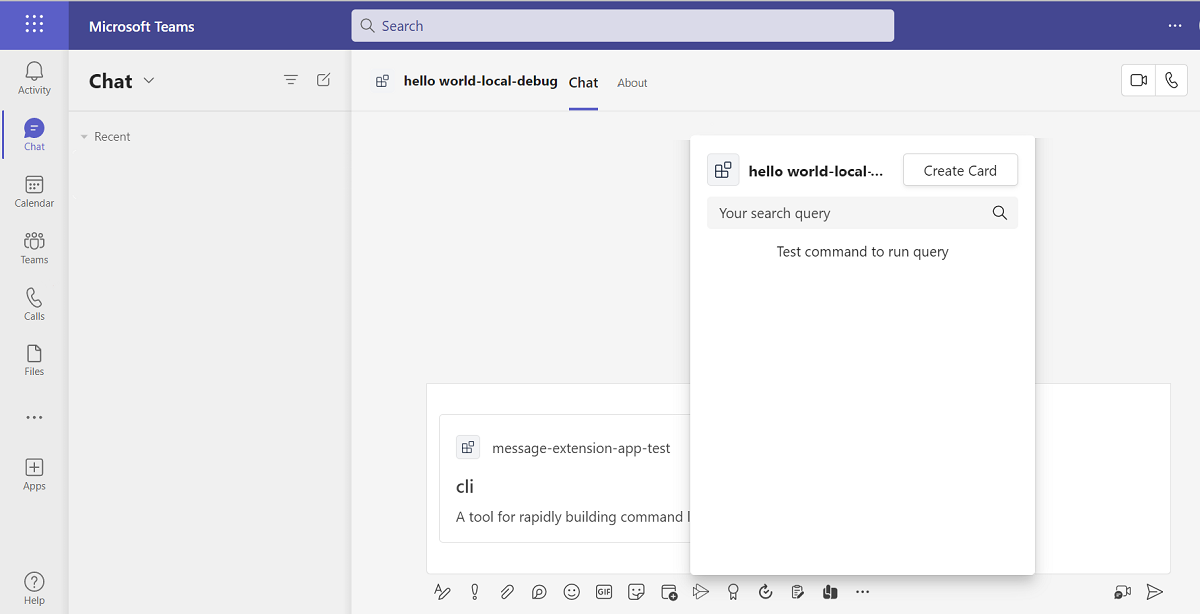 Microsoft Teams
Search
Activity
Chat
Calendar
Teams
Calls
Files
Apps
Help
Chat
Recent
hello world-local-debug
Chat
About
hello world-local-...
Create Card
Your search query
Test command to run query
message-extension-app-test
cli
A tool for rapidly building command
GIF